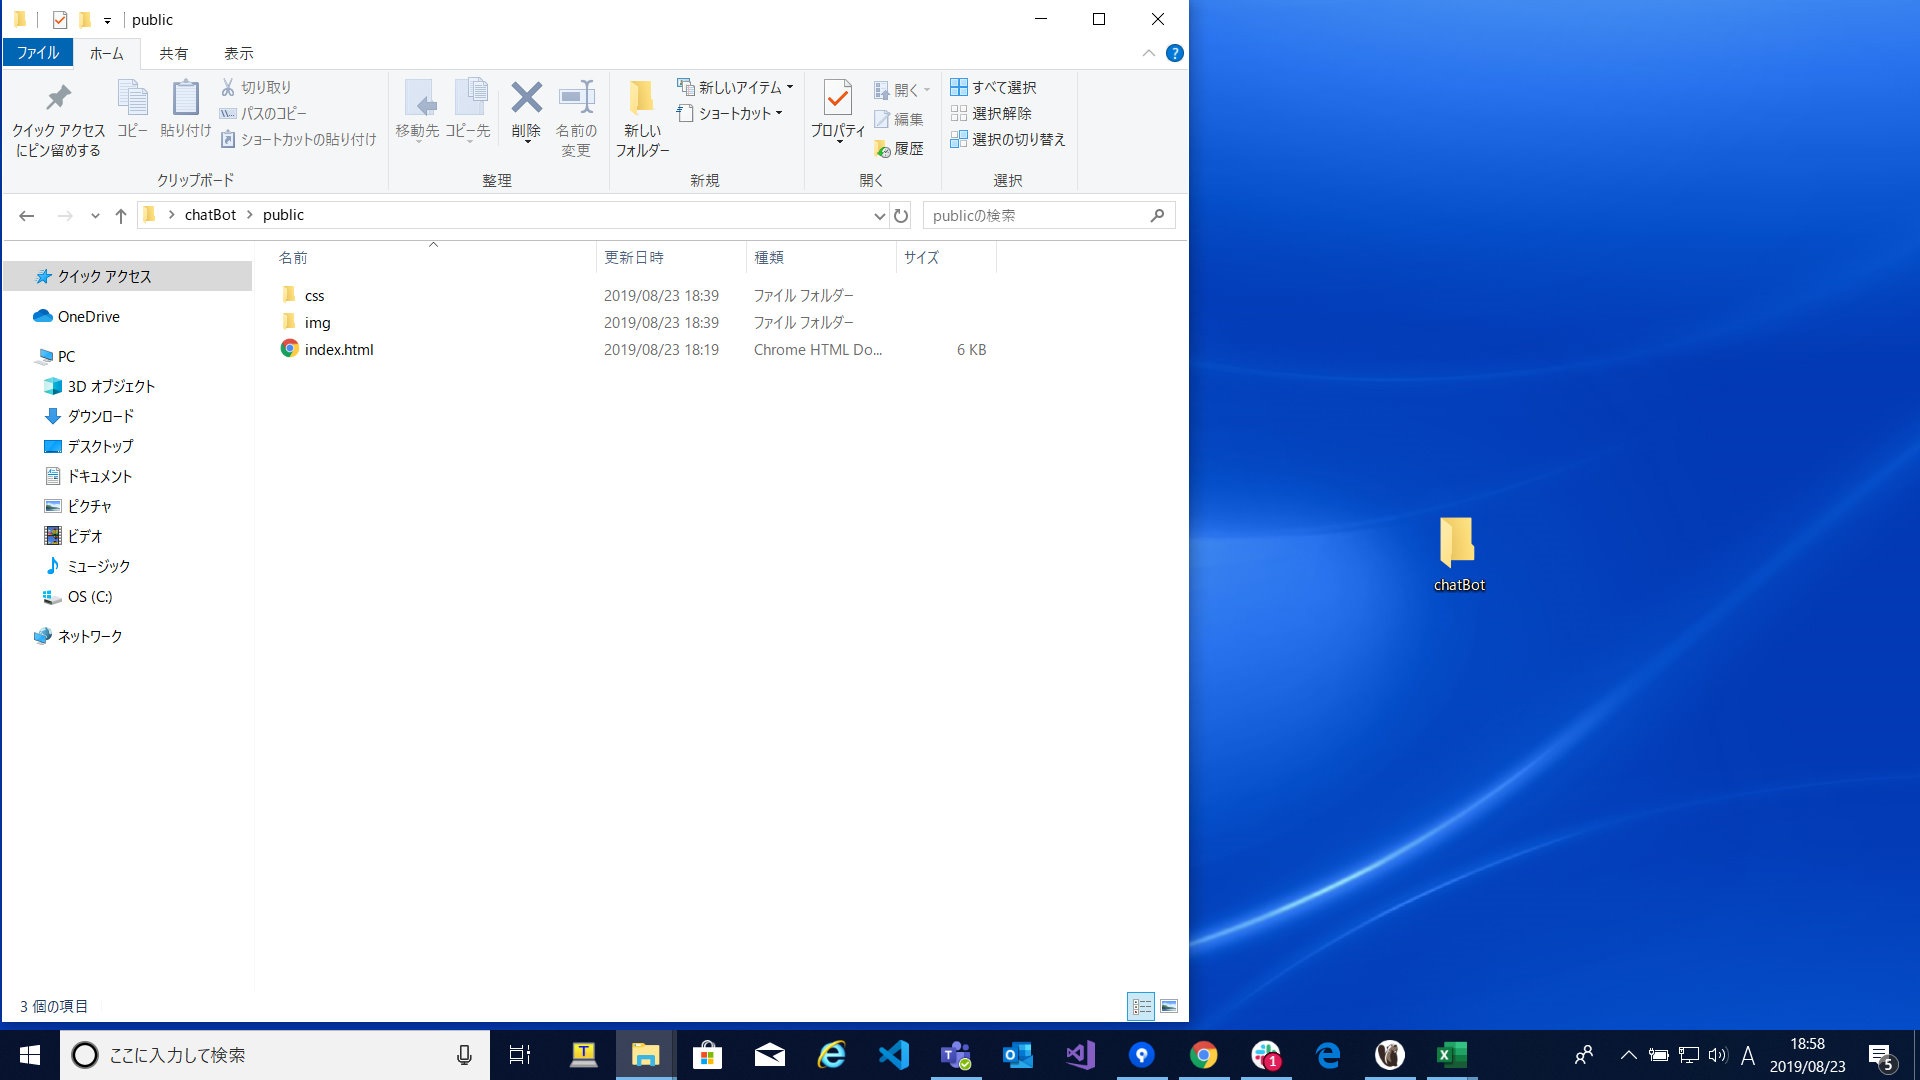 public
ファイル ホーム 共有 表示
クイック アクセス
にピン留めする
コピー
貼り付け
切り取り
パスのコピー
ショートカットの貼り付け
クリップボード
移動先
コピー先
削除
名前の
変更
整理
新しい
フォルダー
新しいアイテム
ショートカット
新規
プロパティ
開く
編集
履歴
開く
すべて選択
選択解除
選択の切り替え
選択
chatBot public
publicの検索
名前 更新日時 種類 サイズ
css 2019/08/23 18:39 ファイル フォルダー
img 2019/08/23 18:39 ファイル フォルダー
index.html 2019/08/23 18:19 Chrome HTML Do... 6 KB
クイック アクセス
OneDrive
PC
3D オブジェクト
ダウンロード
デスクトップ
ドキュメント
ピクチャ
ビデオ
ミュージック
OS (C:)
ネットワーク
3 個の項目
chatBot
ここに入力して検索
1
A
18:58
2019/08/23
5